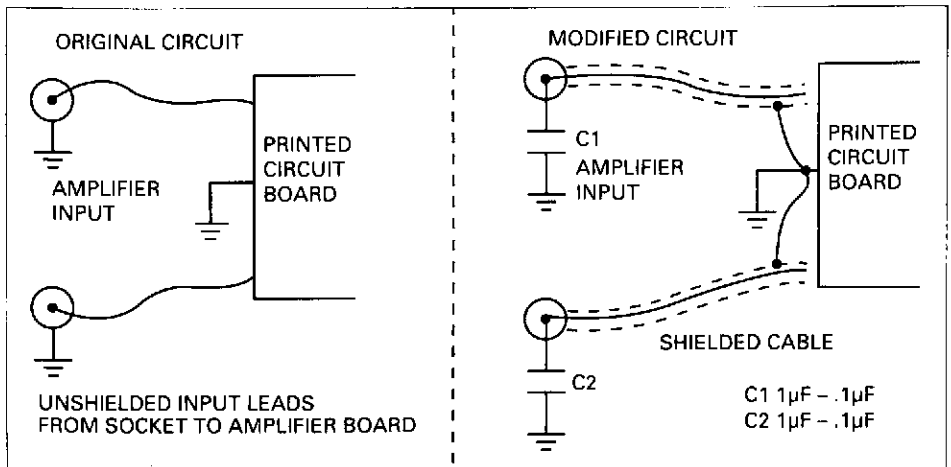 ORIGINAL CIRCUIT
AMPLIFIER
INPUT
PRINTED
CIRCUIT
BOARD
UNSHIELDED INPUT LEADS
FROM SOCKET TO AMPLIFIER BOARD
MODIFIED CIRCUIT
C1
AMPLIFIER
INPUT
PRINTED
CIRCUIT
BOARD
SHIELDED CABLE
C2
C1 1µF – .1µF
C2 1µF – .1µF